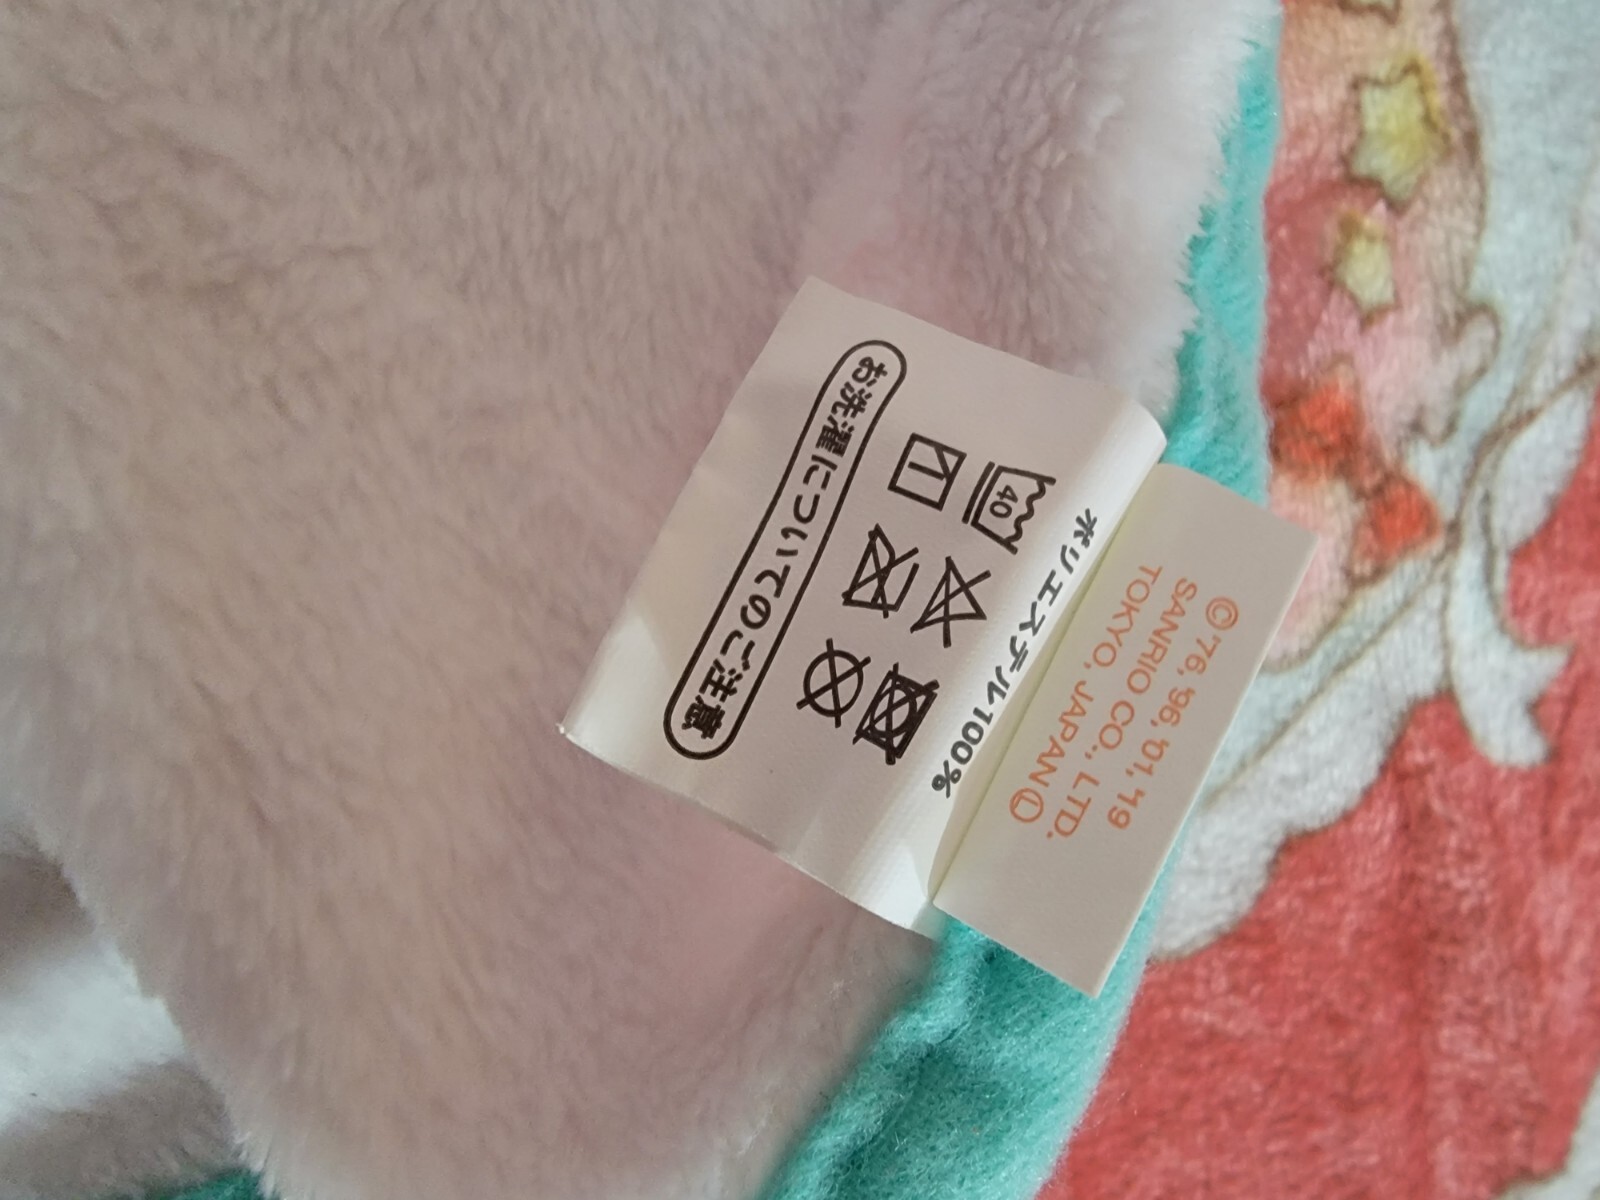 ©'76, '96, '01, '19
SANRIO CO., LTD.
TOKYO, JAPAN Ⓛ
ポリエステル100%
40
お洗濯についてのご注意